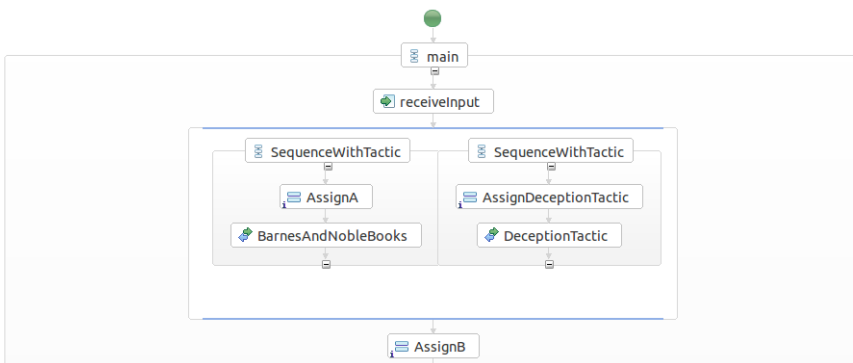 main
receiveInput
SequenceWithTactic SequenceWithTactic
AssignA AssignDeceptionTactic
BarnesAndNobleBooks DeceptionTactic
AssignB